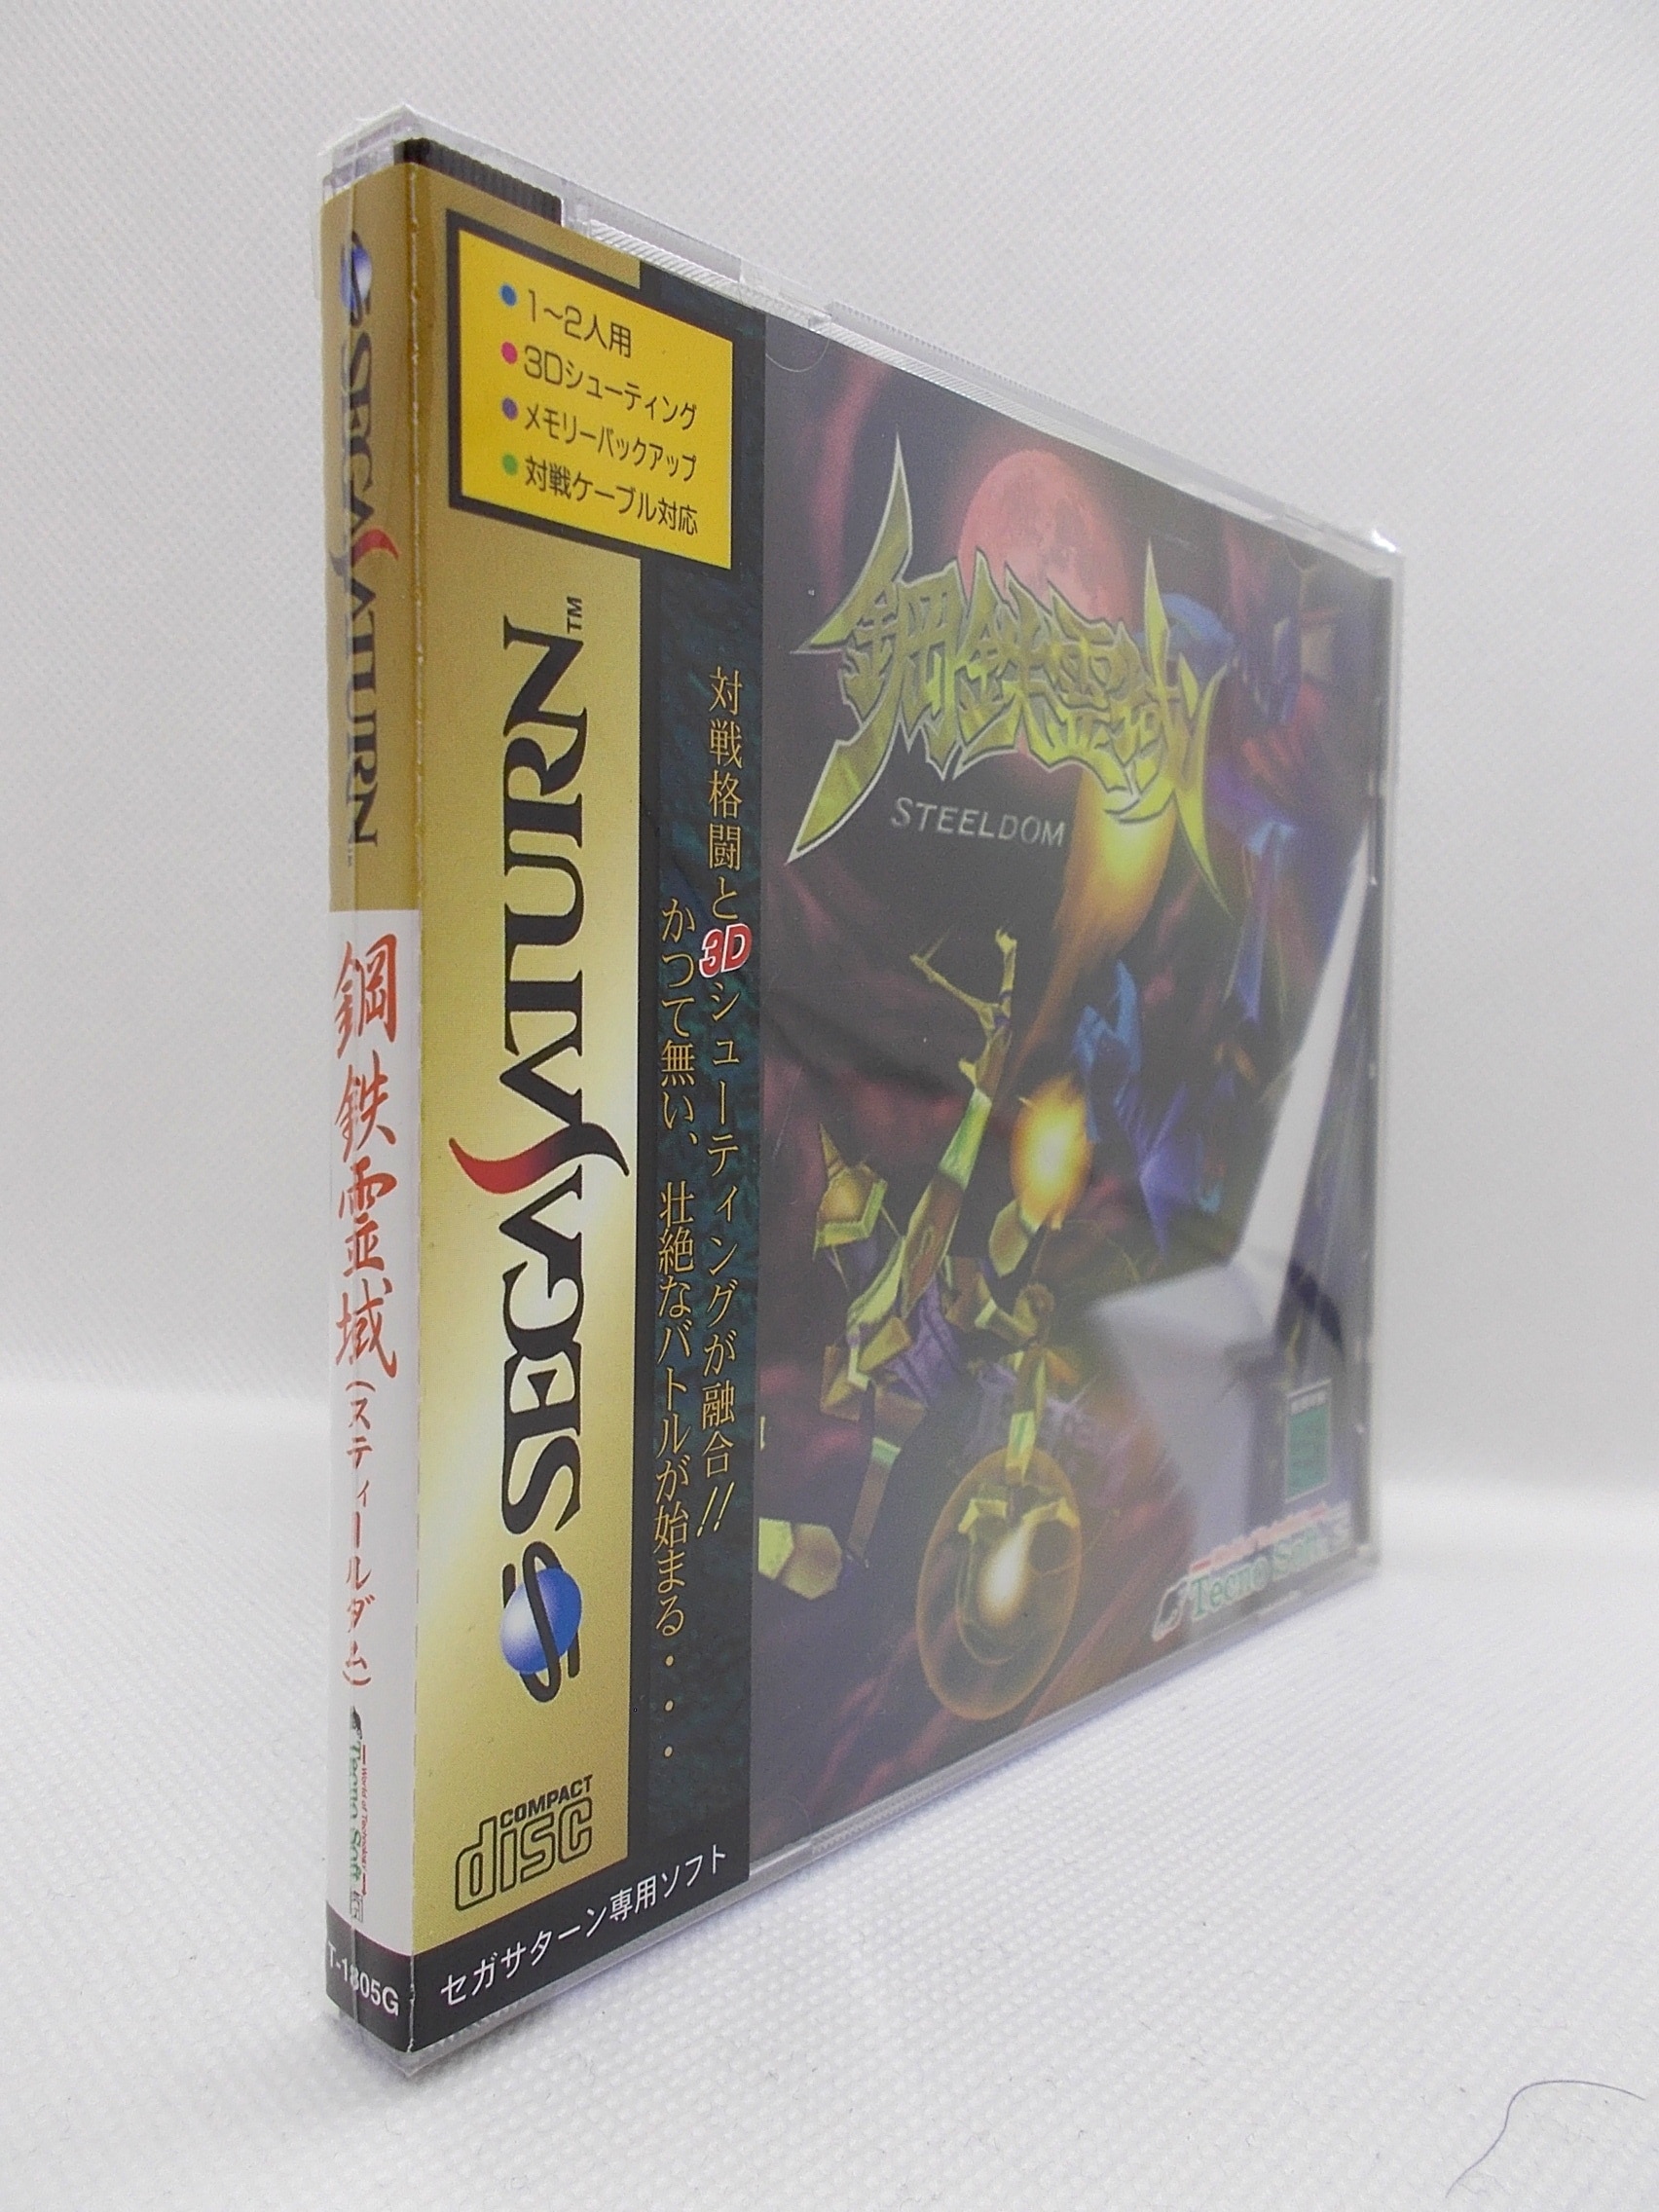 SEGA SATURN
鋼鉄霊域
(スティールダム)
Tecno Soft
T-1805G
・1~2人用
・3Dシューティング
・メモリーバックアップ
・対戦ケーブル対応
SEGA SATURN™
対戦格闘と3Dシューティングが融合!!
かつて無い、壮絶なバトルが始まる・・・
COMPACT
disc
セガサターン専用ソフト
鋼鉄霊域
STEELDOM
Tecno Soft